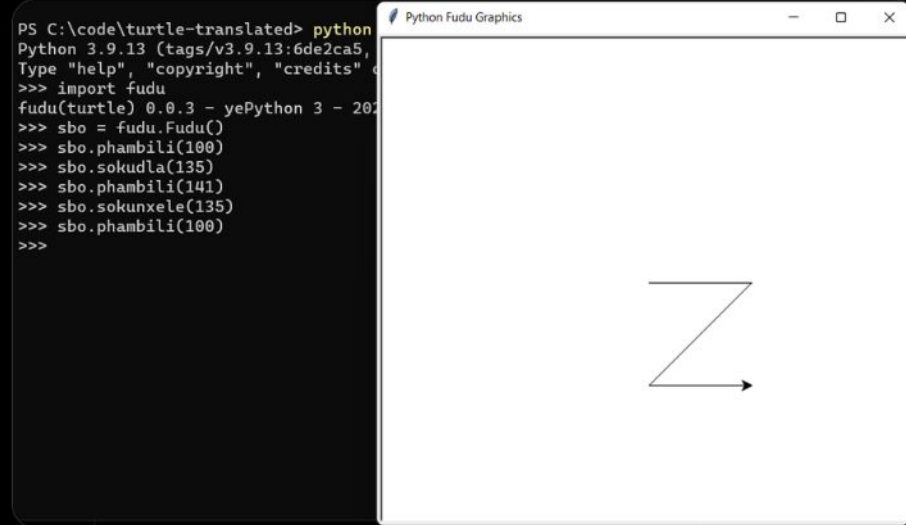 PS C:\code\turtle-translated> python
Python 3.9.13 (tags/v3.9.13:6de2ca5,
Type "help", "copyright", "credits"
>>> import fudu
fudu(turtle) 0.0.3 - yePython 3 - 202
>>> sbo = fudu.Fudu()
>>> sbo.phambili(100)
>>> sbo.sokudla(135)
>>> sbo.phambili(141)
>>> sbo.sokunxele(135)
>>> sbo.phambili(100)
>>>
Python Fudu Graphics